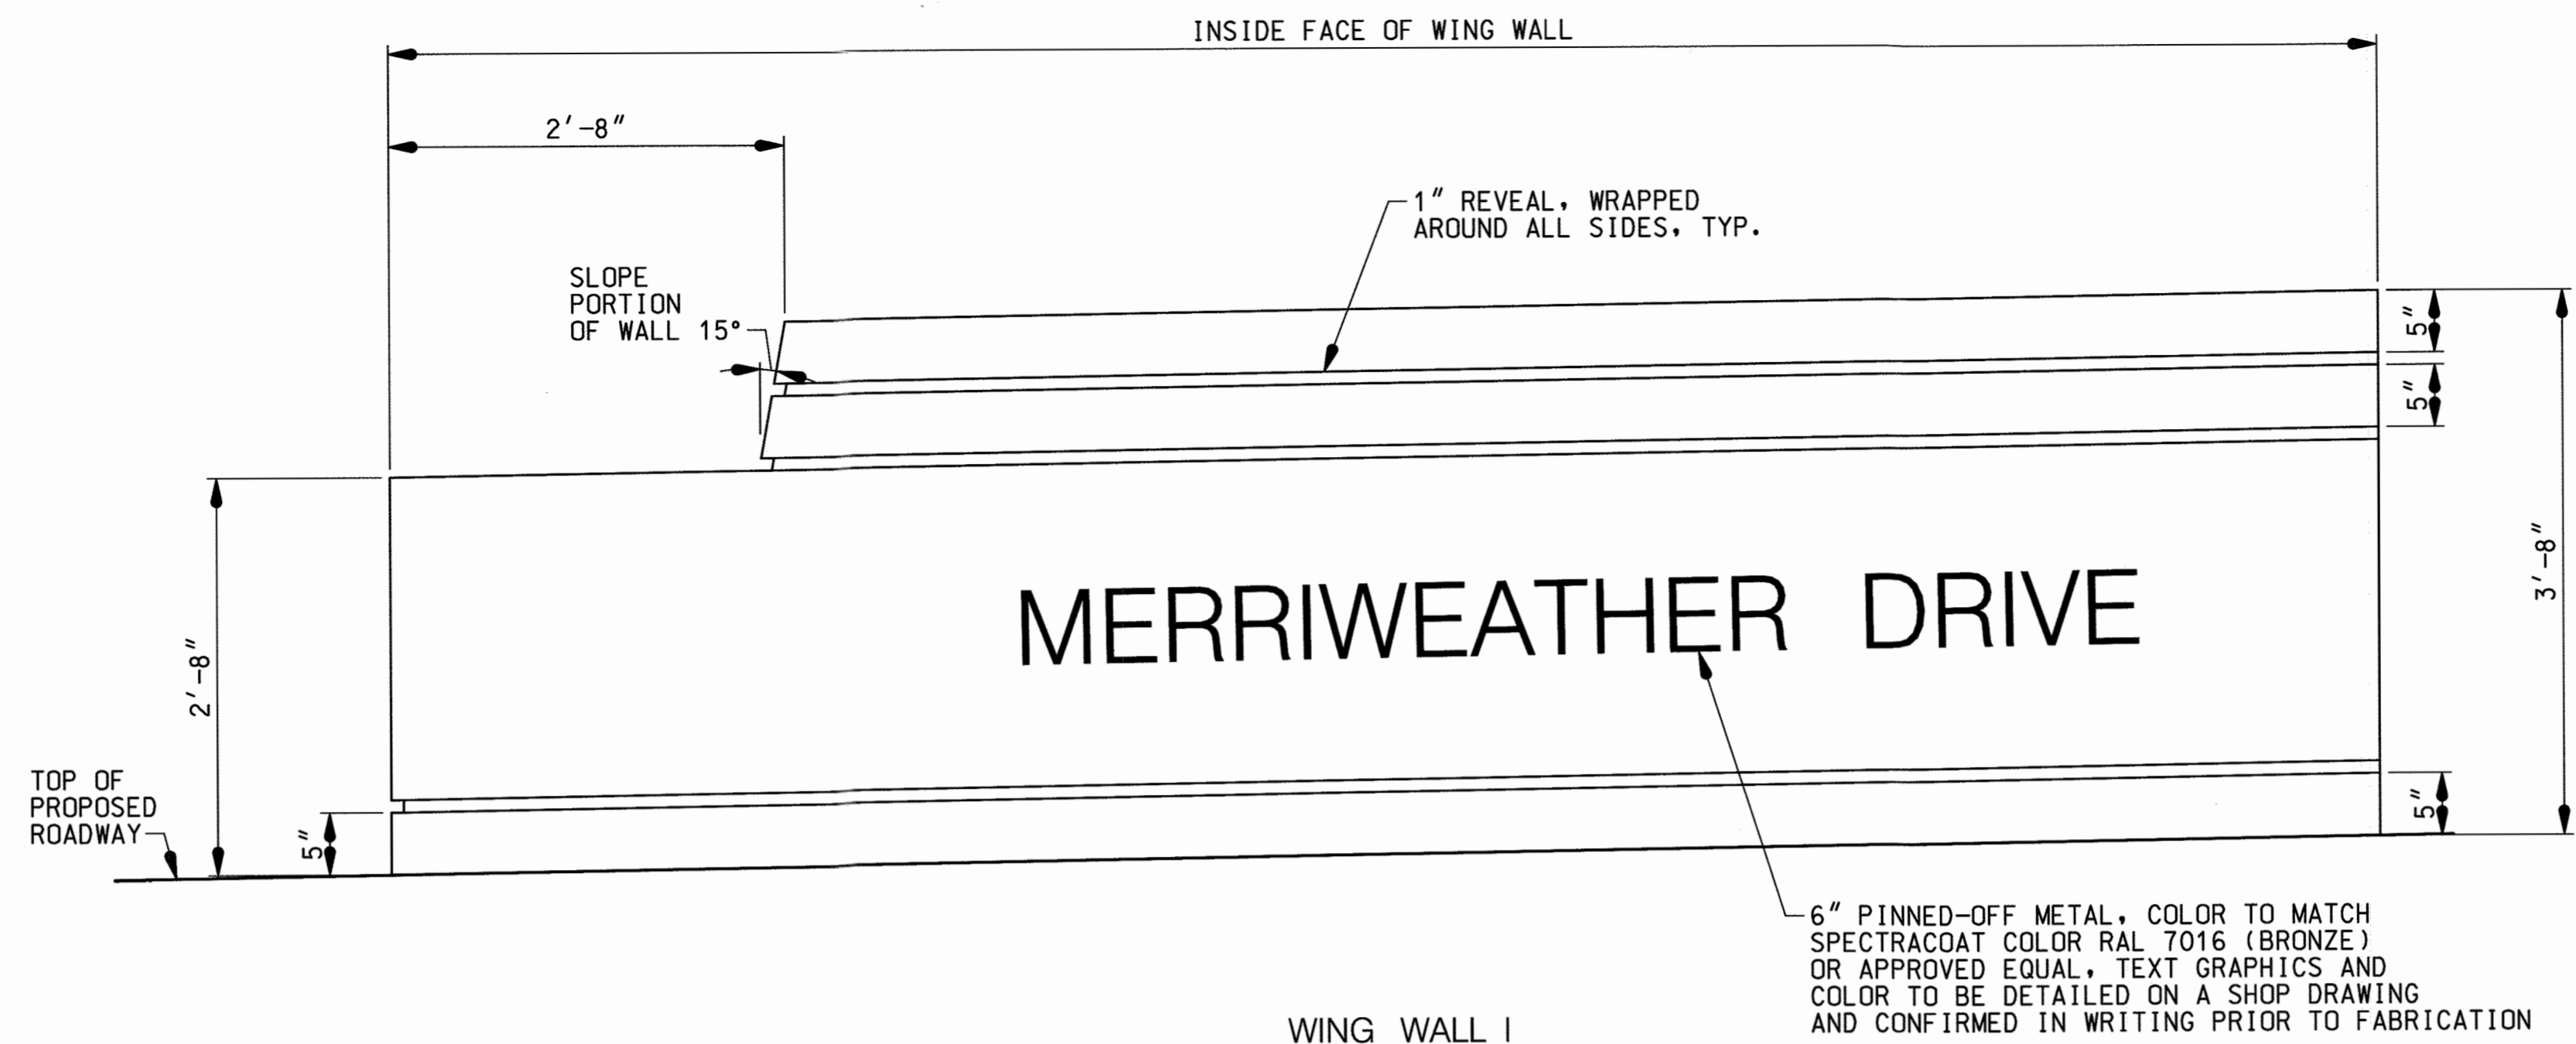 INSIDE FACE OF WING WALL
2'-8"
1" REVEAL, WRAPPED
AROUND ALL SIDES, TYP.
SLOPE
PORTION
OF WALL 15°
5"
5"
2'-8"
3'-8"
MERRIWEATHER DRIVE
TOP OF
PROPOSED
ROADWAY
5"
5"
6" PINNED-OFF METAL, COLOR TO MATCH
SPECTRACOAT COLOR RAL 7016 (BRONZE)
OR APPROVED EQUAL, TEXT GRAPHICS AND
COLOR TO BE DETAILED ON A SHOP DRAWING
AND CONFIRMED IN WRITING PRIOR TO FABRICATION
WING WALL I